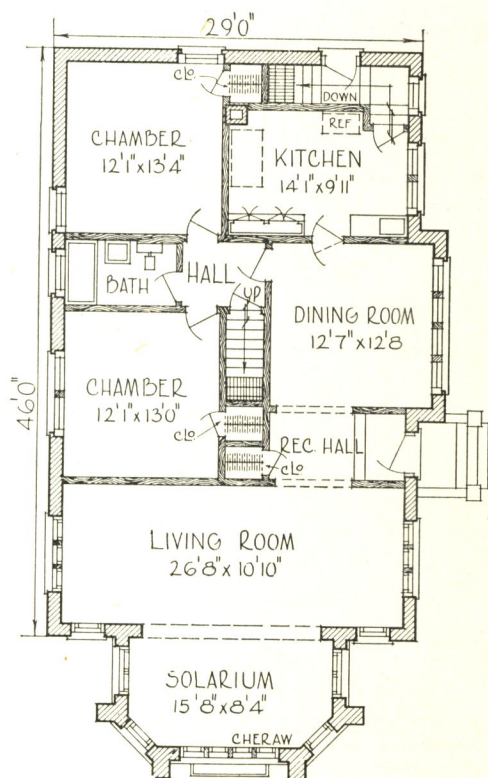 29'0"
CLO
DOWN
REF
CHAMBER
12'1"x13'4"
KITCHEN
14'1"x9'11"
BATH
HALL
UP
DINING ROOM
12'7"x12'8
46'0"
CHAMBER
12'1"x13'0"
CLO
REC. HALL
CLO
LIVING ROOM
26'8"x10'10"
SOLARIUM
15'8"x8'4"
CHERAW